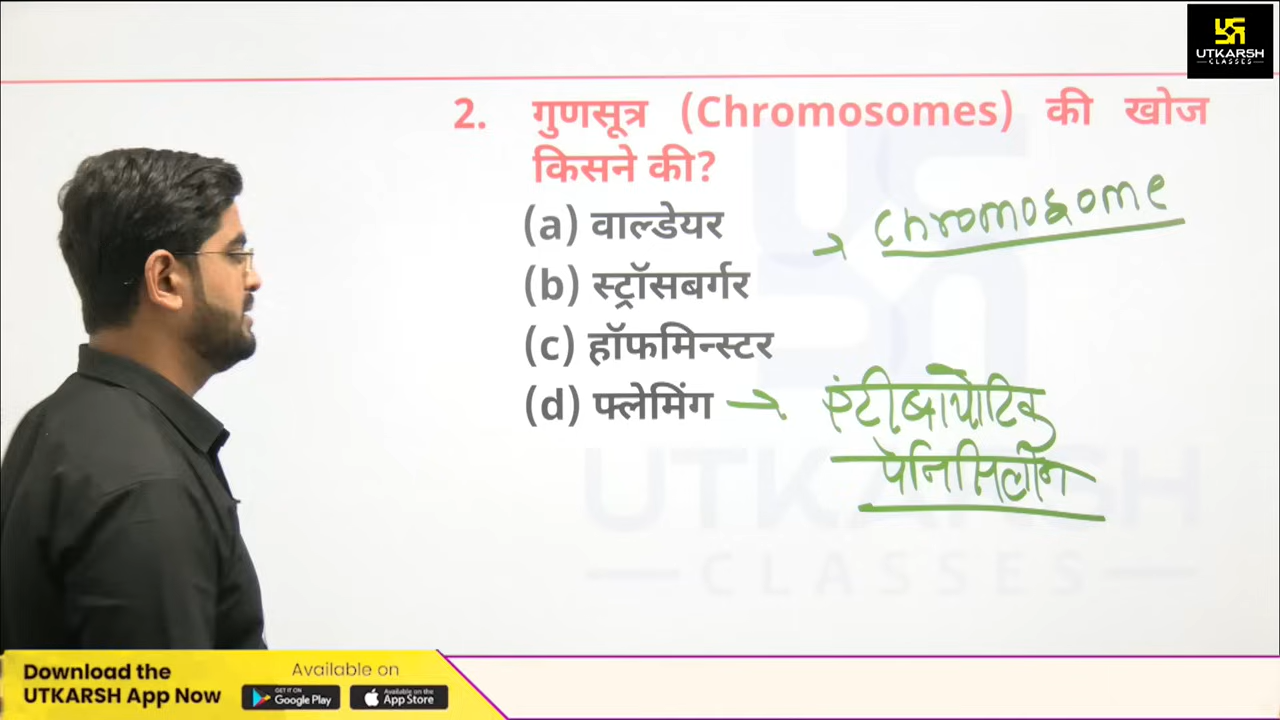 UTKARSH
CLASSES
2. गुणसूत्र (Chromosomes) की खोज
किसने की?
(a) वाल्डेयर
(b) स्ट्रॉसबर्गर
(c) हॉफमिन्स्टर
(d) फ्लेमिंग
→ Chromosome
→ एंटीबायोटिक
पेनिसिलीन
UTKARSH
CLASSES
Download the
UTKARSH App Now
Available on
GET IT ON
Google Play
Available on the
App Store